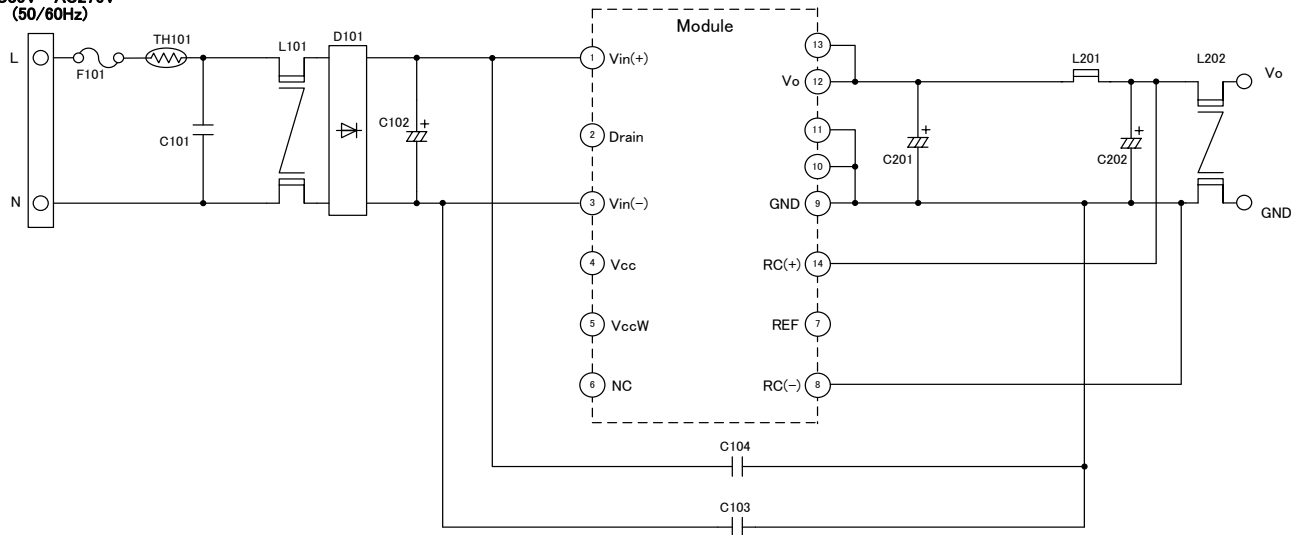 (50/60Hz)
L
F101
TH101
C101
L101
D101
C102
N
Module
1 Vin(+)
2 Drain
3 Vin(-)
4 Vcc
5 VccW
6 NC
13
Vo 12
11
10
GND 9
RC(+) 14
REF 7
RC(-) 8
C201
L201
C202
L202
Vo
GND
C104
C103